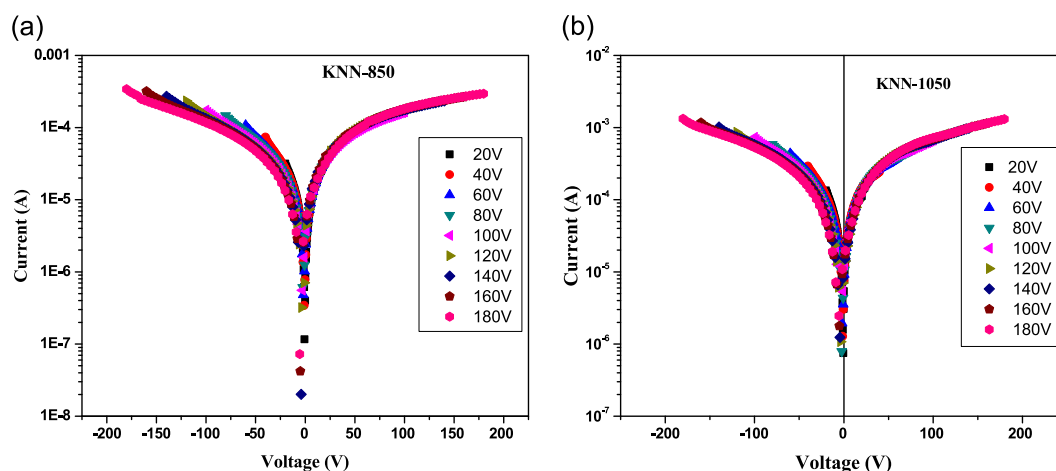 (a)
KNN-850
0.001
1E-4
1E-5
1E-6
1E-7
1E-8
Current (A)
-200 -150 -100 -50 0 50 100 150 200
Voltage (V)
20V
40V
60V
80V
100V
120V
140V
160V
180V
(b)
KNN-1050
10-2
10-3
10-4
10-5
10-6
10-7
Current (A)
-200 -100 0 100 200
Voltage (V)
20V
40V
60V
80V
100V
120V
140V
160V
180V